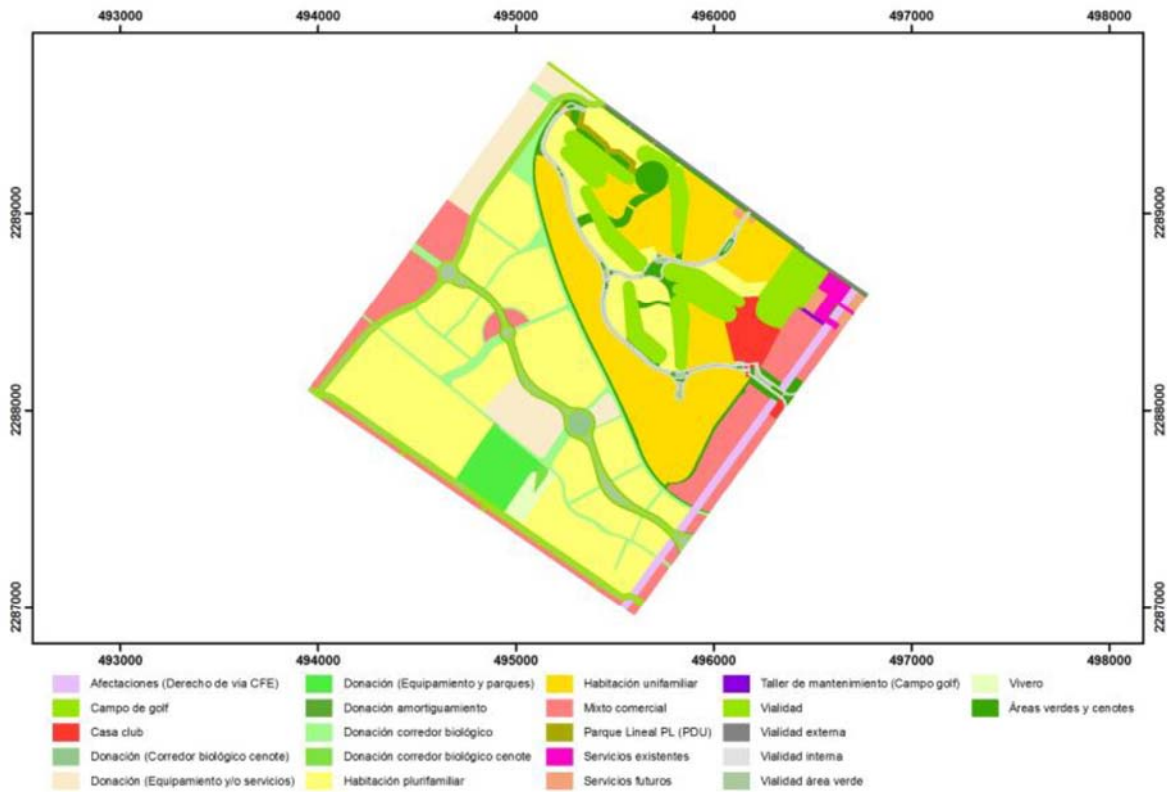 493000 494000 495000 496000 497000 498000
2289000 2289000
2288000 2288000
2287000 2287000
493000 494000 495000 496000 497000 498000
Afectaciones (Derecho de vía CFE)
Campo de golf
Casa club
Donación (Corredor biológico cenote)
Donación (Equipamiento y/o servicios)
Donación (Equipamiento y parques)
Donación amortiguamiento
Donación corredor biológico
Donación corredor biológico cenote
Habitación plurifamiliar
Habitación unifamiliar
Mixto comercial
Parque Lineal PL (PDU)
Servicios existentes
Servicios futuros
Taller de mantenimiento (Campo golf)
Vialidad
Vialidad externa
Vialidad interna
Vialidad área verde
Vivero
Áreas verdes y cenotes